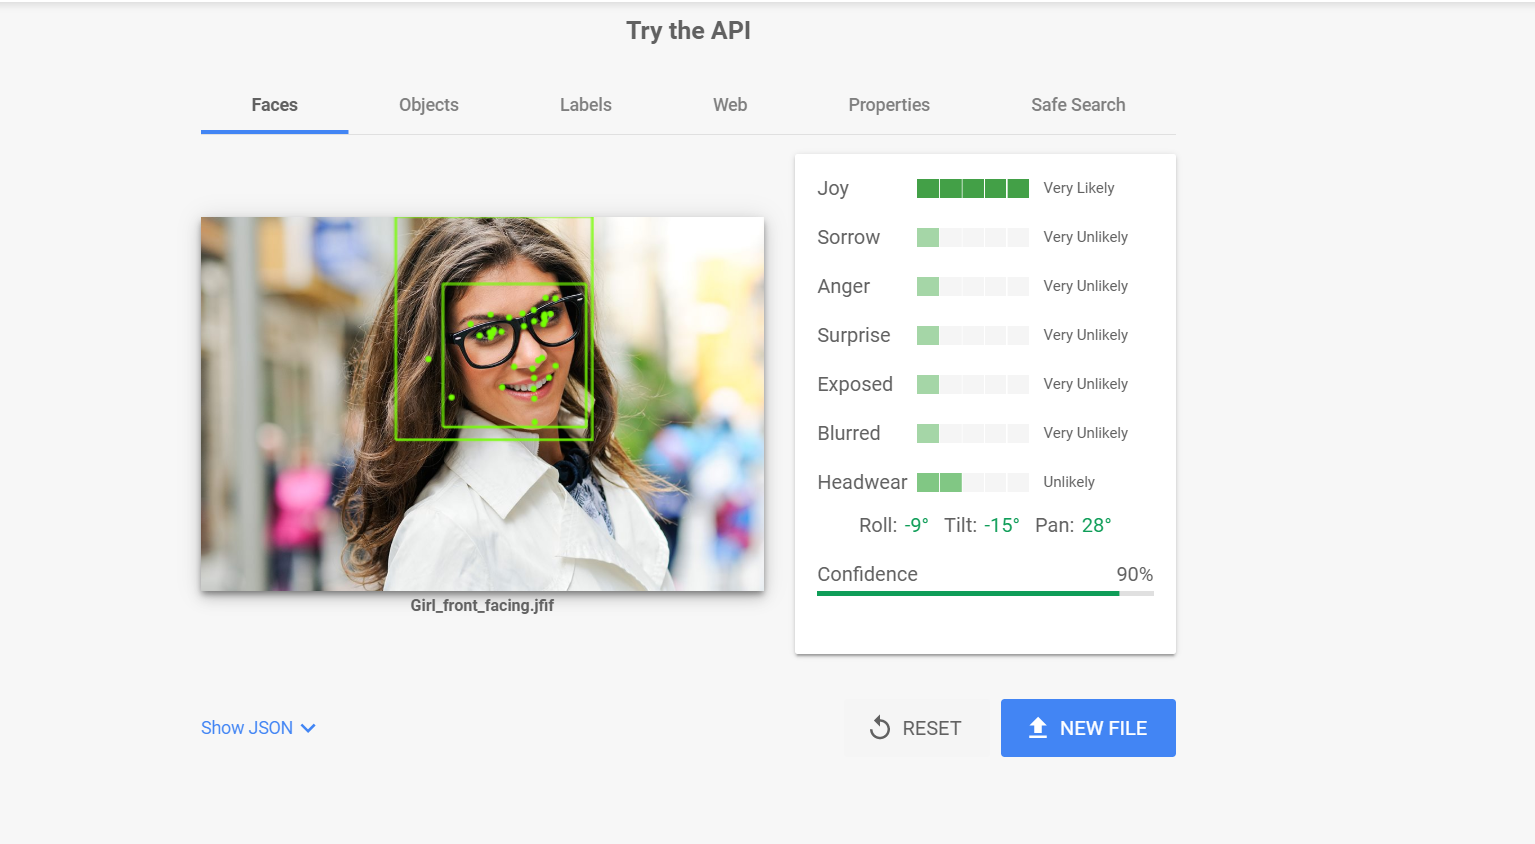 Try the API
Faces Objects Labels Web Properties Safe Search
Joy Very Likely
Sorrow Very Unlikely
Anger Very Unlikely
Surprise Very Unlikely
Exposed Very Unlikely
Blurred Very Unlikely
Headwear Unlikely
Roll: -9° Tilt: -15° Pan: 28°
Confidence 90%
Girl_front_facing.jfif
Show JSON
RESET
NEW FILE